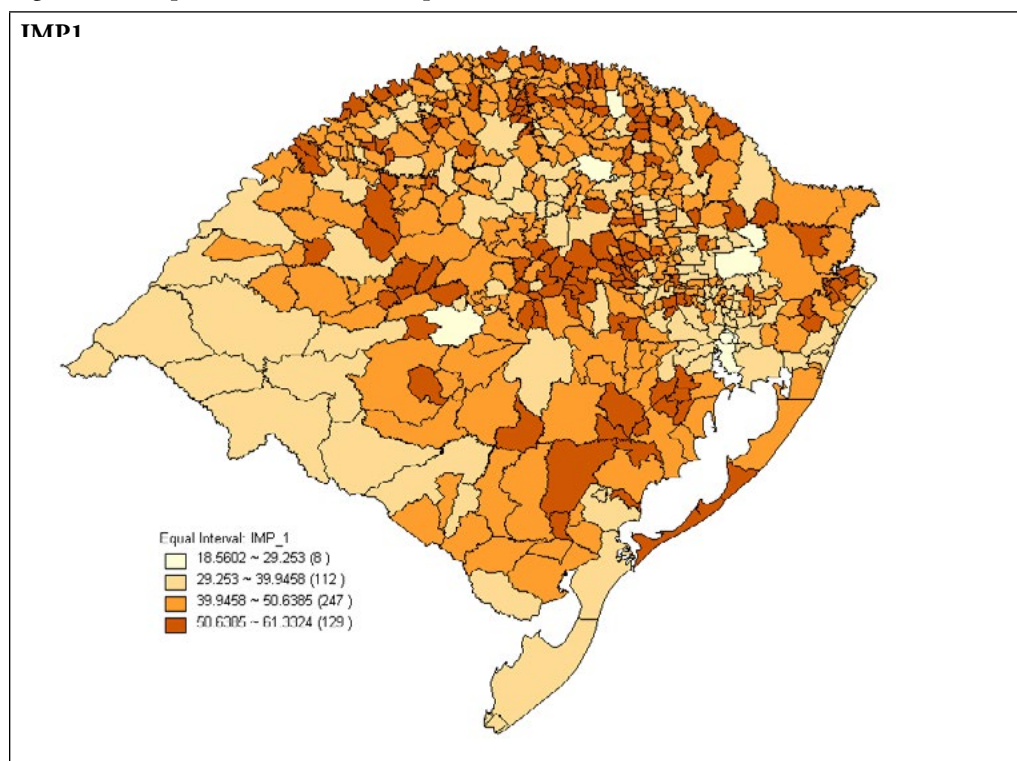 IMP1
Equal Interval: IMP_1
18.5602 ~ 29.253 (8 )
29.253 ~ 39.9458 (112 )
39.9458 ~ 50.6385 (247 )
50.6385 ~ 61.3324 (129 )